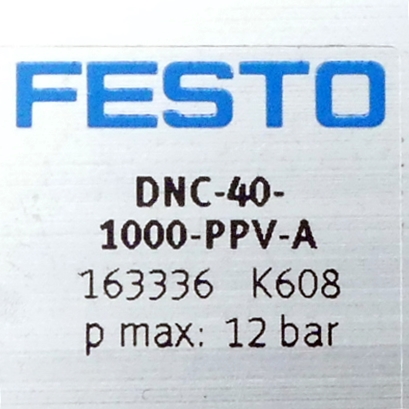 FESTO
DNC-40-
1000-PPV-A
163336 K608
p max: 12 bar